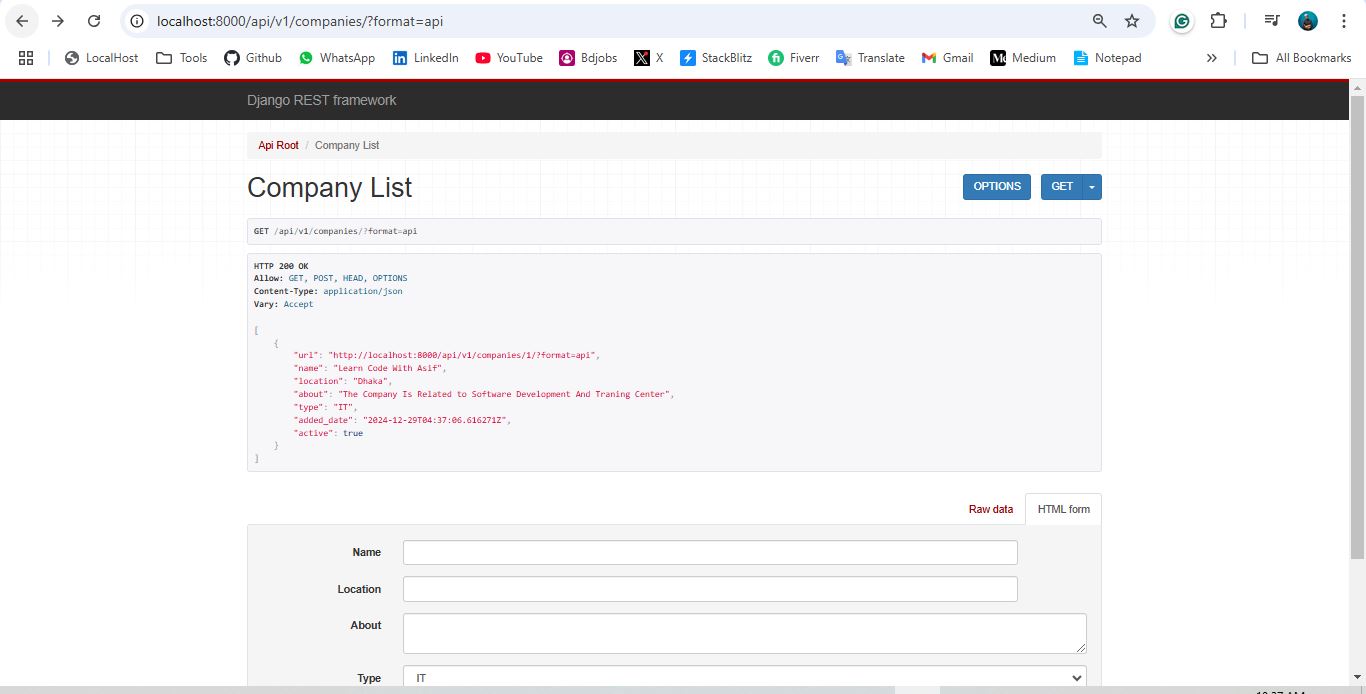 localhost:8000/api/v1/companies/?format=api
LocalHost Tools Github WhatsApp LinkedIn YouTube Bdjobs X StackBlitz Fiverr Translate Gmail Medium Notepad » All Bookmarks
Django REST framework
Api Root / Company List
Company List OPTIONS GET
GET /api/v1/companies/?format=api
HTTP 200 OK
Allow: GET, POST, HEAD, OPTIONS
Content-Type: application/json
Vary: Accept
[
{
"url": "http://localhost:8000/api/v1/companies/1/?format=api",
"name": "Learn Code With Asif",
"location": "Dhaka",
"about": "The Company Is Related to Software Development And Traning Center",
"type": "IT",
"added_date": "2024-12-29T04:37:06.616271Z",
"active": true
}
]
Raw data HTML form
Name
Location
About
Type IT